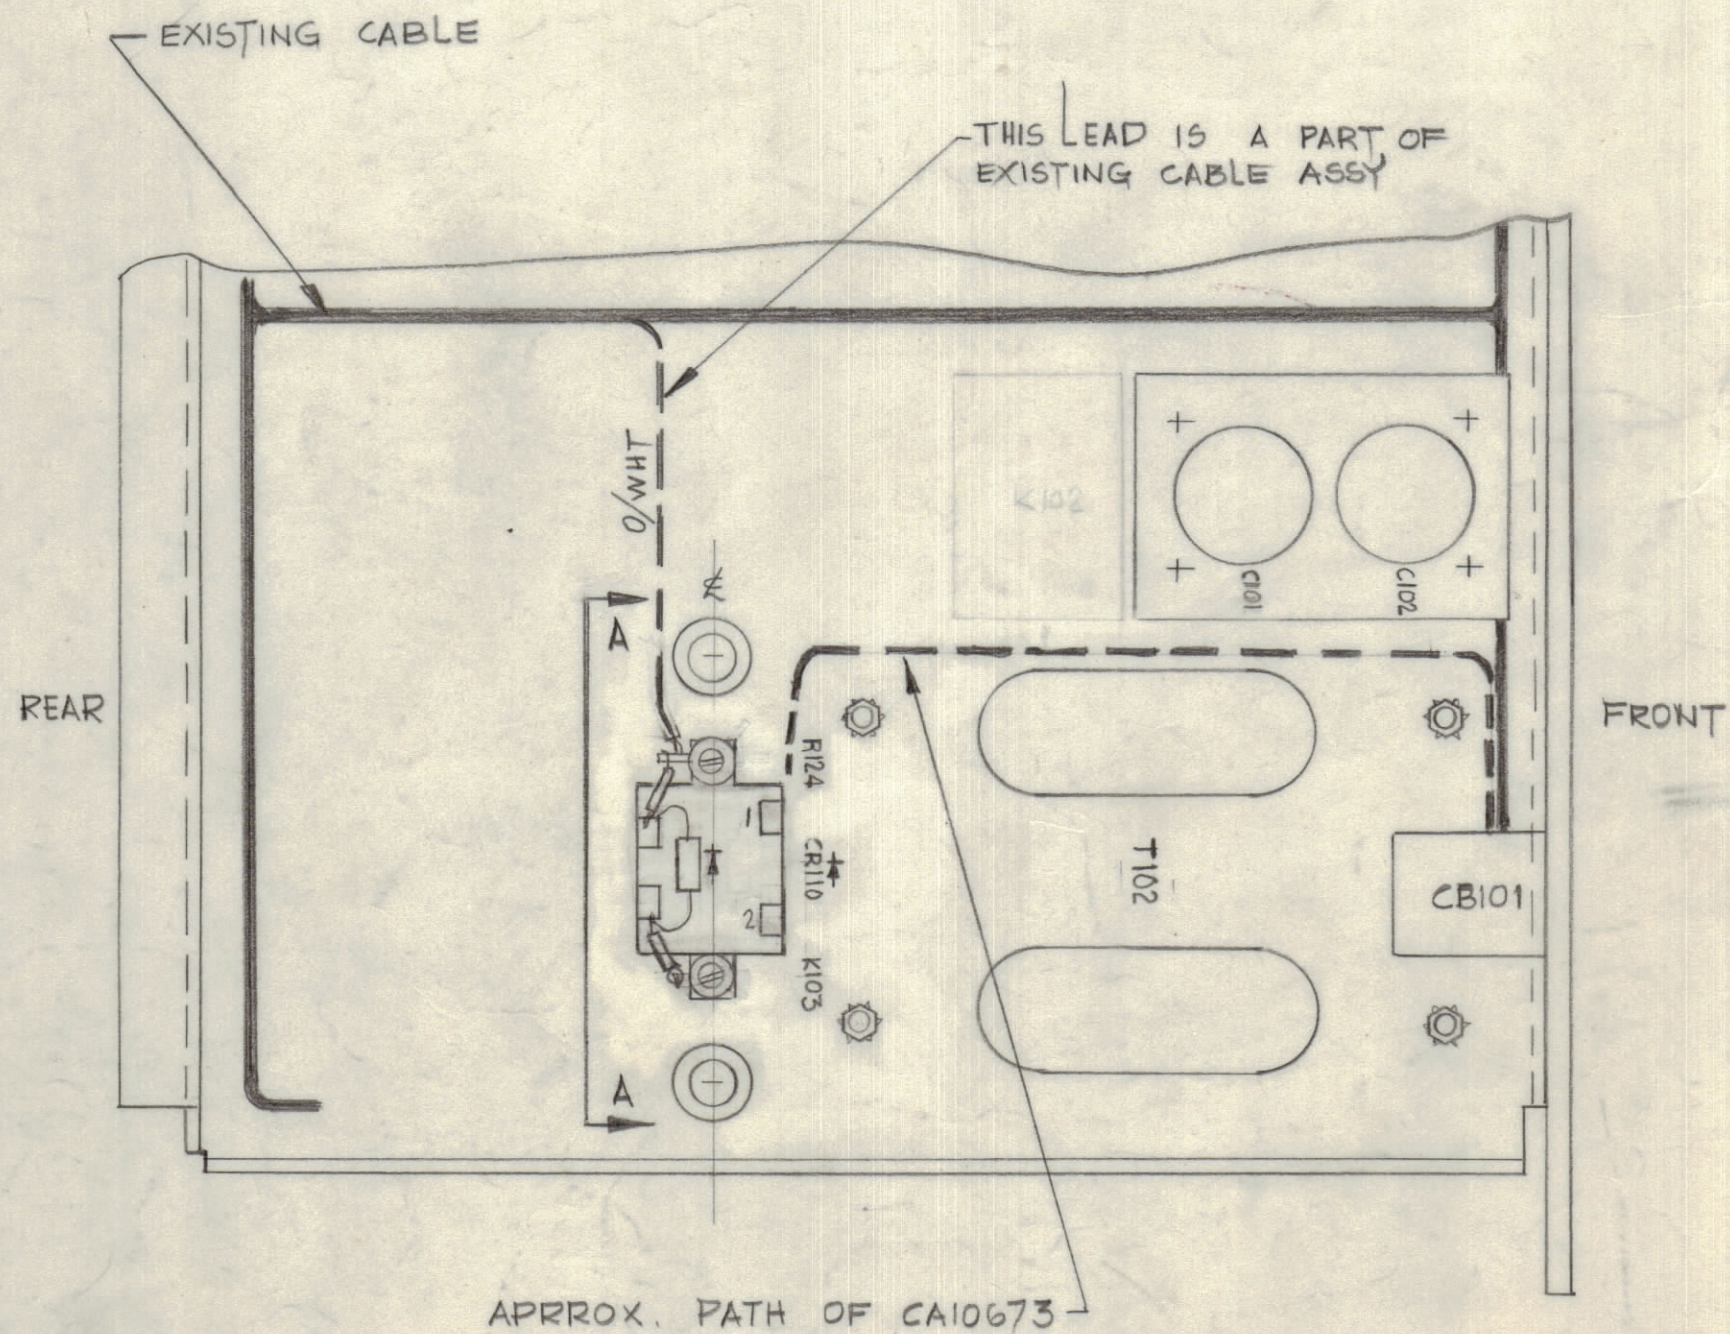 EXISTING CABLE
THIS LEAD IS A PART OF
EXISTING CABLE ASSY
O/WHT
K102
C101
C102
A
REAR
FRONT
R124
1
CR110
T102
CB101
2
K103
A
APRROX. PATH OF CA10673